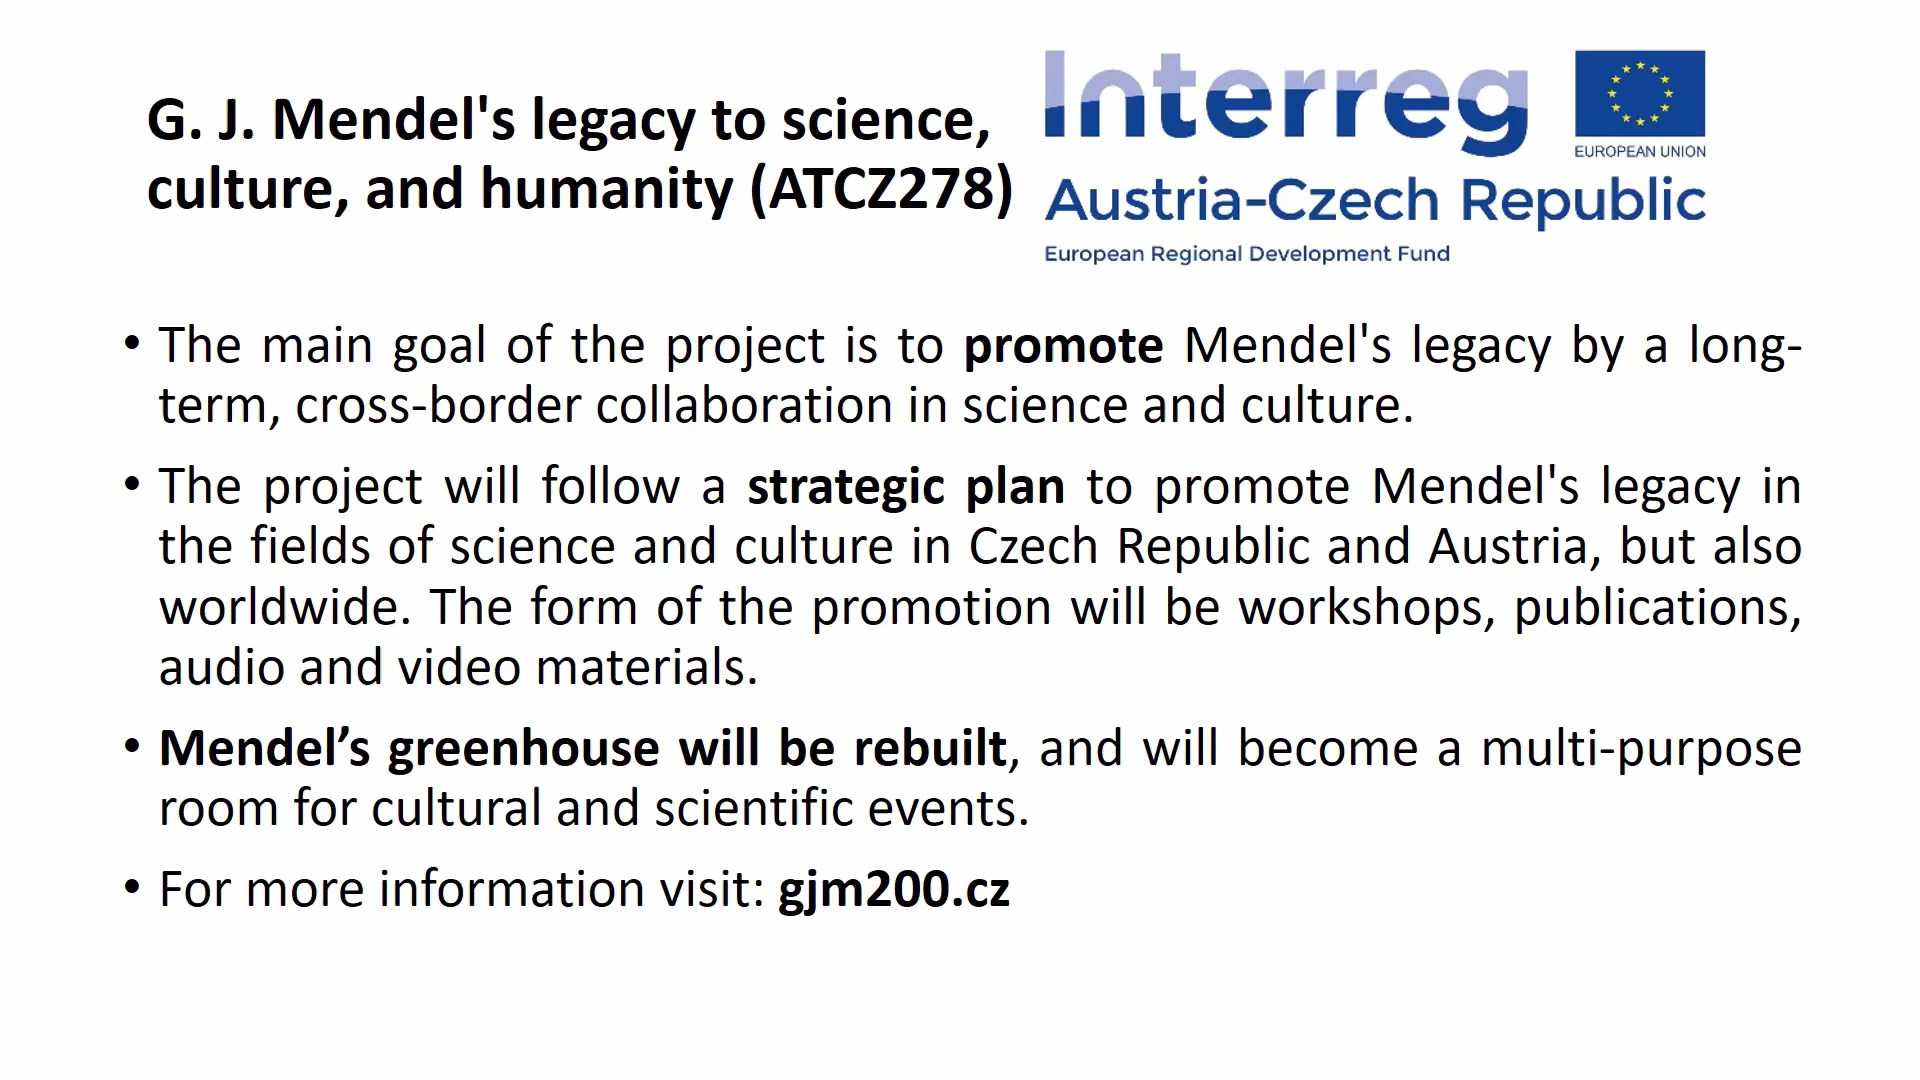 G. J. Mendel's legacy to science,
culture, and humanity (ATCZ278)
Interreg
EUROPEAN UNION
Austria-Czech Republic
European Regional Development Fund
• The main goal of the project is to promote Mendel's legacy by a long-
term, cross-border collaboration in science and culture.
• The project will follow a strategic plan to promote Mendel's legacy in
the fields of science and culture in Czech Republic and Austria, but also
worldwide. The form of the promotion will be workshops, publications,
audio and video materials.
• Mendel’s greenhouse will be rebuilt, and will become a multi-purpose
room for cultural and scientific events.
• For more information visit: gjm200.cz